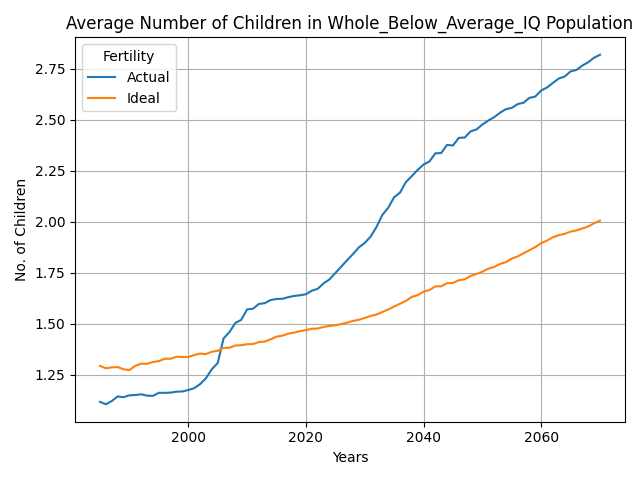 Average Number of Children in Whole_Below_Average_IQ Population
Fertility
Actual
Ideal
No. of Children
2.75
2.50
2.25
2.00
1.75
1.50
1.25
2000
2020
2040
2060
Years